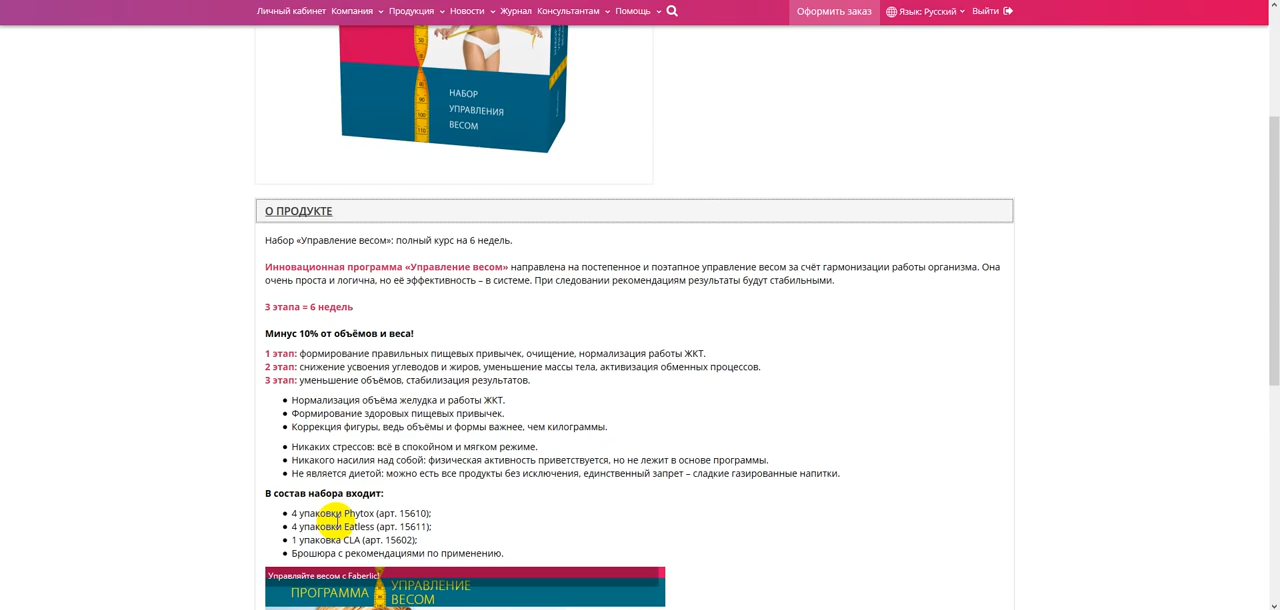 Личный кабинет Компания Продукция Новости Журнал Консультантам Помощь Оформить заказ Язык: Русский Выйти
НАБОР
УПРАВЛЕНИЯ
ВЕСОМ
О ПРОДУКТЕ
Набор «Управление весом»: полный курс на 6 недель.
Инновационная программа «Управление весом» направлена на постепенное и поэтапное управление весом за счёт гармонизации работы организма. Она
очень проста и логична, но её эффективность – в системе. При следовании рекомендациям результаты будут стабильными.
3 этапа = 6 недель
Минус 10% от объёмов и веса!
1 этап: формирование правильных пищевых привычек, очищение, нормализация работы ЖКТ.
2 этап: снижение усвоения углеводов и жиров, уменьшение массы тела, активизация обменных процессов.
3 этап: уменьшение объёмов, стабилизация результатов.
● Нормализация объёма желудка и работы ЖКТ.
● Формирование здоровых пищевых привычек.
● Коррекция фигуры, ведь объёмы и формы важнее, чем килограммы.
● Никаких стрессов: всё в спокойном и мягком режиме.
● Никакого насилия над собой: физическая активность приветствуется, но не лежит в основе программы.
● Не является диетой: можно есть все продукты без исключения, единственный запрет – сладкие газированные напитки.
В состав набора входит:
● 4 упаковки Phytox (арт. 15610);
● 4 упаковки Eatless (арт. 15611);
● 1 упаковка CLA (арт. 15602);
● Брошюра с рекомендациями по применению.
Управляйте весом с Faberlic!
ПРОГРАММА УПРАВЛЕНИЕ
ВЕСОМ